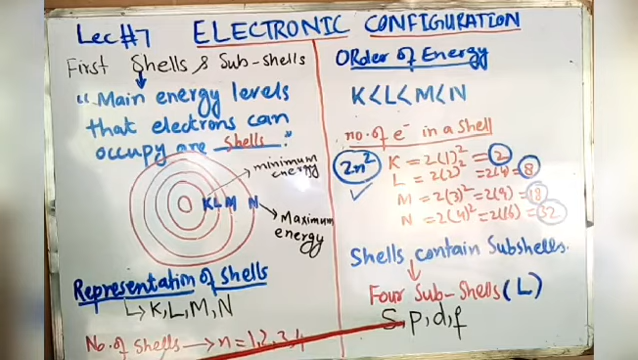 Lec#7 ELECTRONIC CONFIGURATION
First Shells & Sub-shells
"Main energy levels
that electrons can
occupy are shells."
minimum
energy
K L M N
Maximum
energy
Representation of Shells
K, L, M, N
No. of shells → n = 1, 2, 3, 4
Order of Energy
K < L < M < N
no. of e⁻ in a Shell
2n²
K = 2(1)² = 2
L = 2(2)² = 2(4) = 8
M = 2(3)² = 2(9) = 18
N = 2(4)² = 2(16) = 32
Shells contain Subshells.
Four Sub-Shells (L)
S, p, d, f